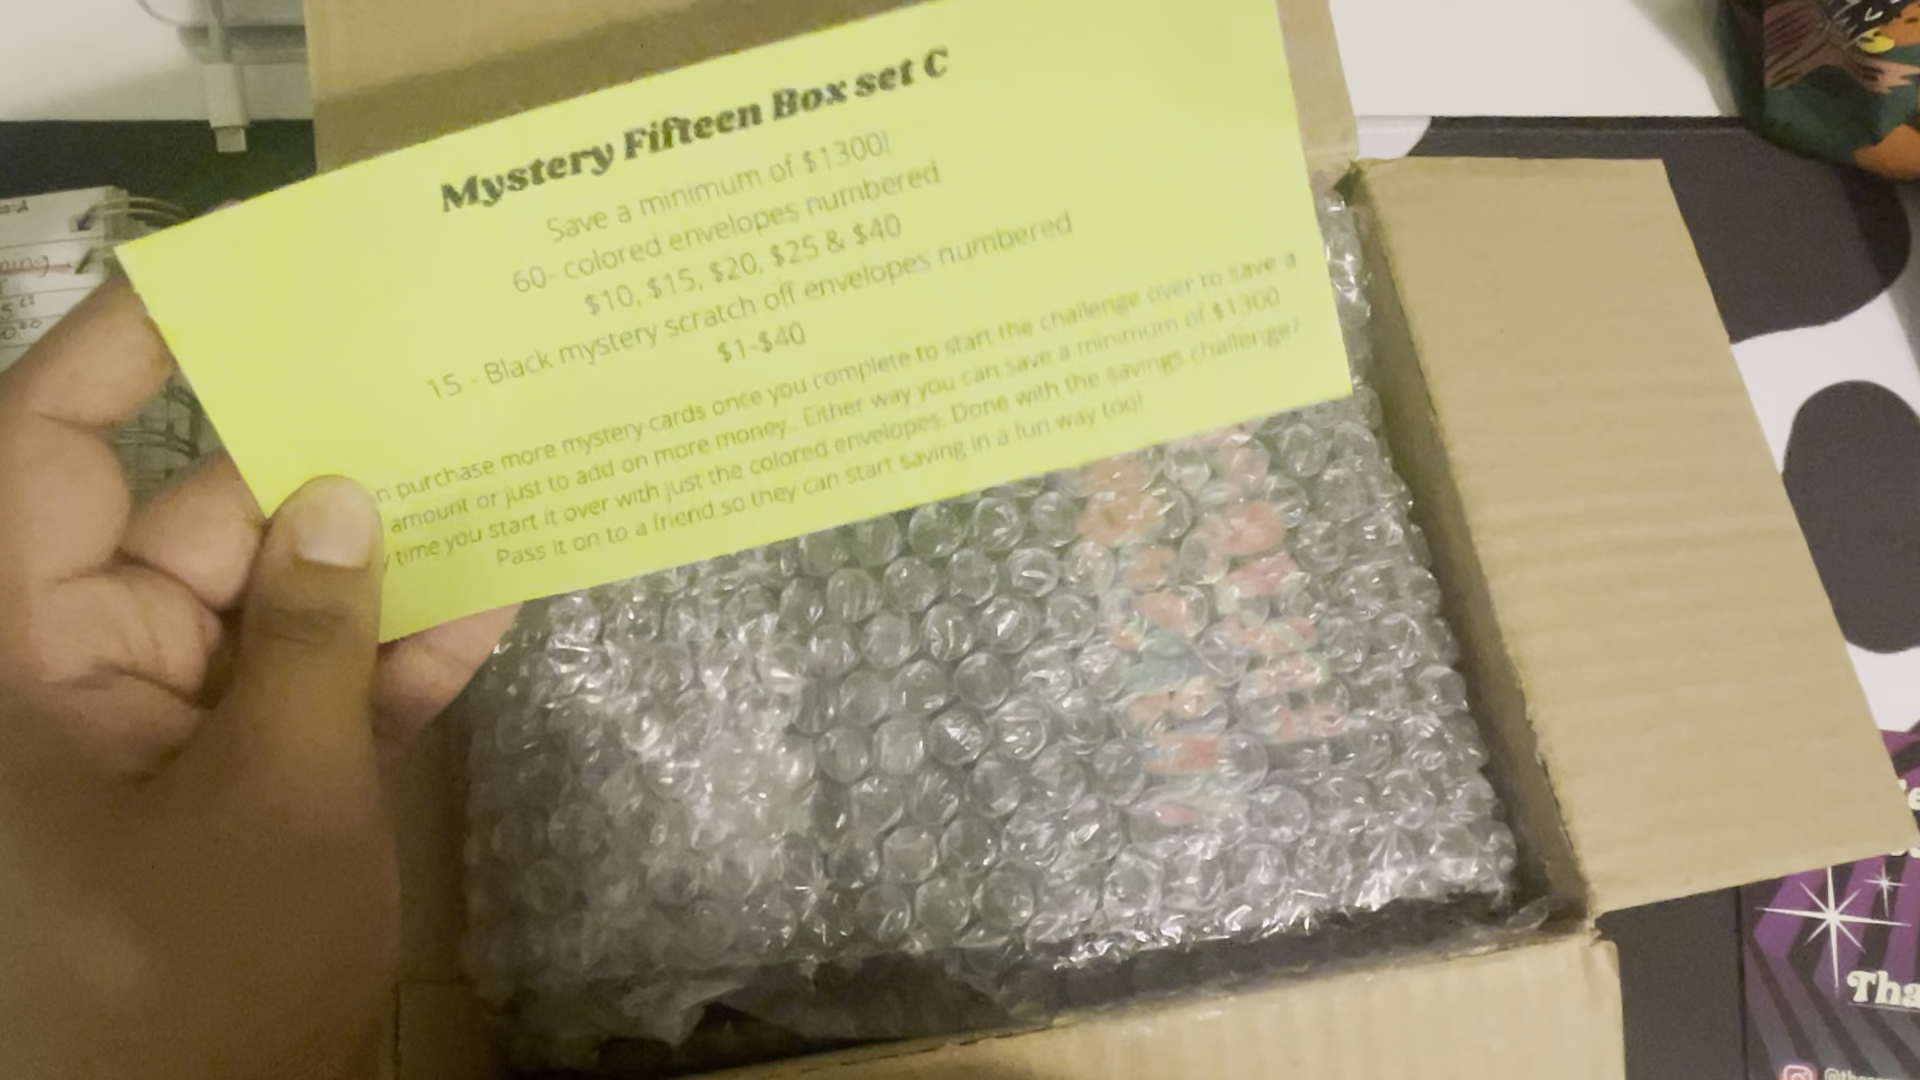 Mystery Fifteen Box set C
Save a minimum of $1300!
60- colored envelopes numbered
$10, $15, $20, $25 & $40
15 - Black mystery scratch off envelopes numbered
$1-$40
n purchase more mystery cards once you complete to start the challenge over to save a
amount or just to add on more money.. Either way you can save a minimum of $1300
y time you start it over with just the colored envelopes. Done with the savings challenge?
Pass it on to a friend so they can start saving in a fun way too!
Tha